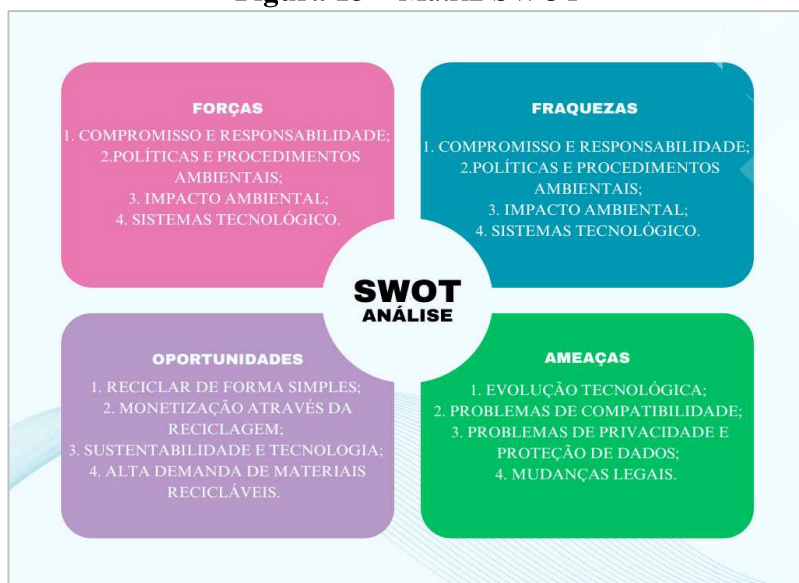 FORÇAS
1. COMPROMISSO E RESPONSABILIDADE;
2.POLÍTICAS E PROCEDIMENTOS
AMBIENTAIS;
3. IMPACTO AMBIENTAL;
4. SISTEMAS TECNOLÓGICO.
FRAQUEZAS
1. COMPROMISSO E RESPONSABILIDADE;
2.POLÍTICAS E PROCEDIMENTOS
AMBIENTAIS;
3. IMPACTO AMBIENTAL;
4. SISTEMAS TECNOLÓGICO.
SWOT
ANÁLISE
OPORTUNIDADES
1. RECICLAR DE FORMA SIMPLES;
2. MONETIZAÇÃO ATRAVÉS DA
RECICLAGEM;
3. SUSTENTABILIDADE E TECNOLOGIA;
4. ALTA DEMANDA DE MATERIAIS
RECICLÁVEIS.
AMEAÇAS
1. EVOLUÇÃO TECNOLÓGICA;
2. PROBLEMAS DE COMPATIBILIDADE;
3. PROBLEMAS DE PRIVACIDADE E
PROTEÇÃO DE DADOS;
4. MUDANÇAS LEGAIS.